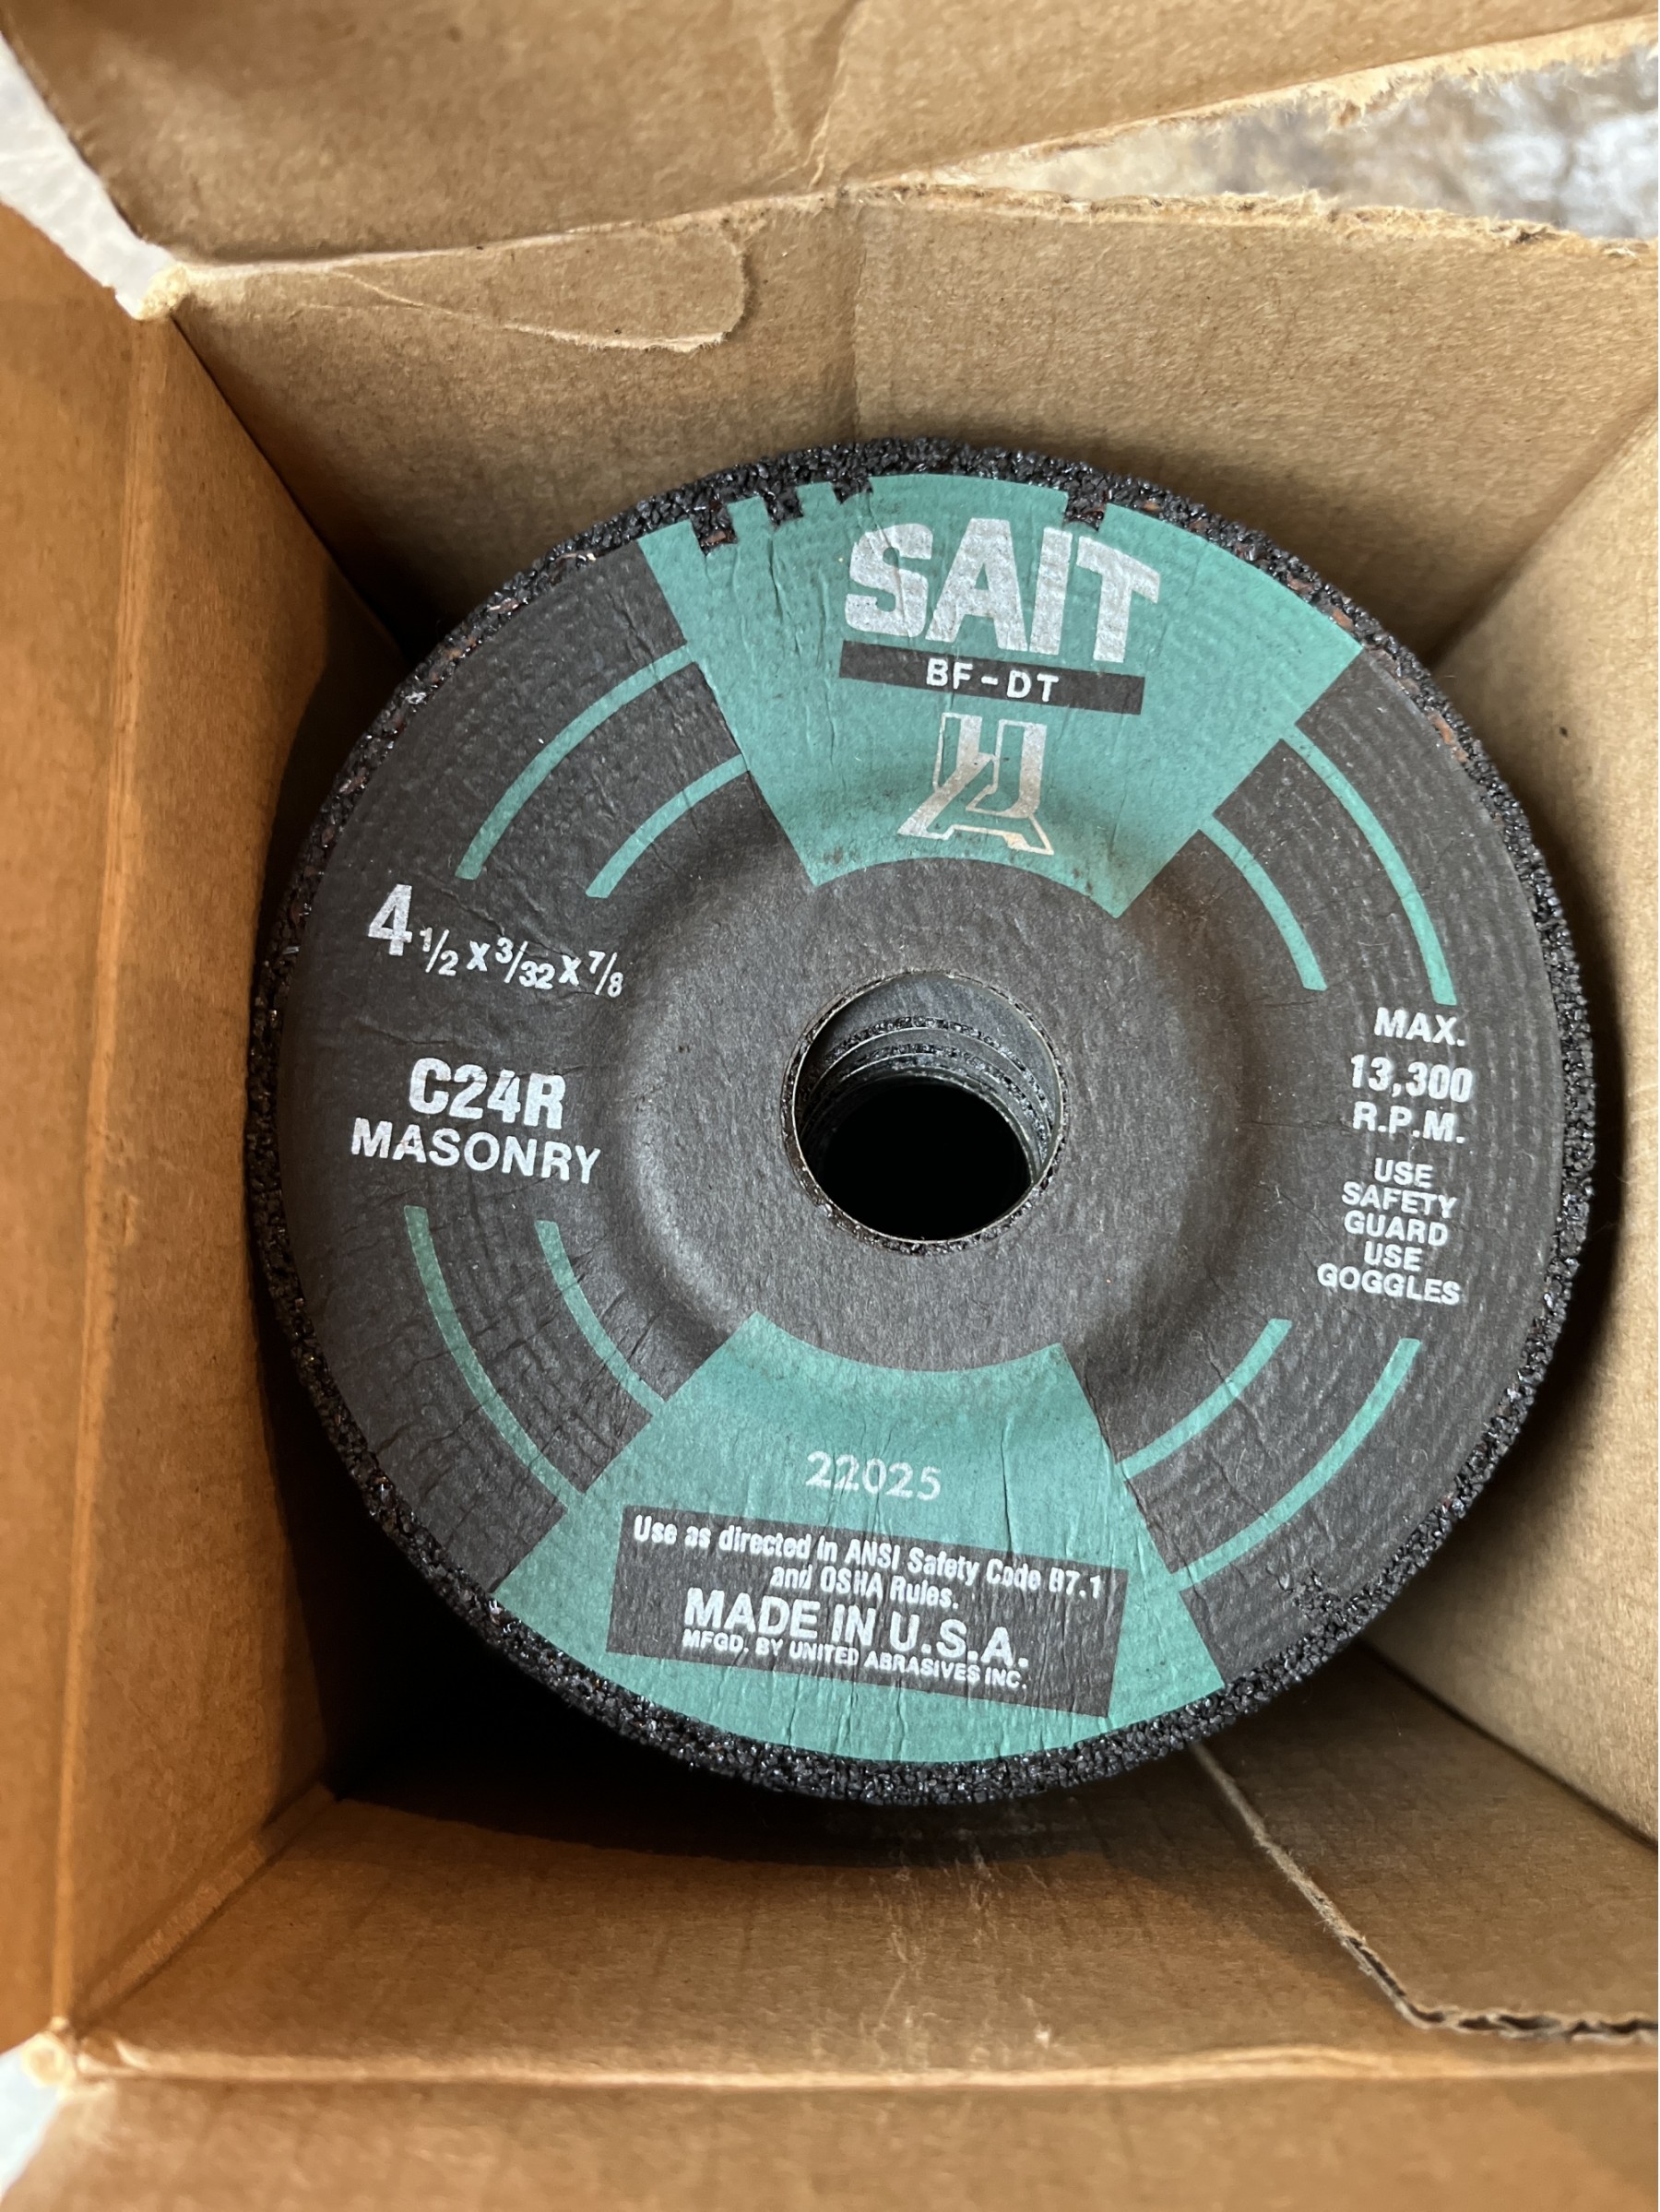 SAIT
BF-DT
UA
4 1/2 x 3/32 x 7/8
C24R
MASONRY
MAX.
13,300
R.P.M.
USE
SAFETY
GUARD
USE
GOGGLES
22025
Use as directed in ANSI Safety Code B7.1
and OSHA Rules.
MADE IN U.S.A.
MFGD. BY UNITED ABRASIVES INC.